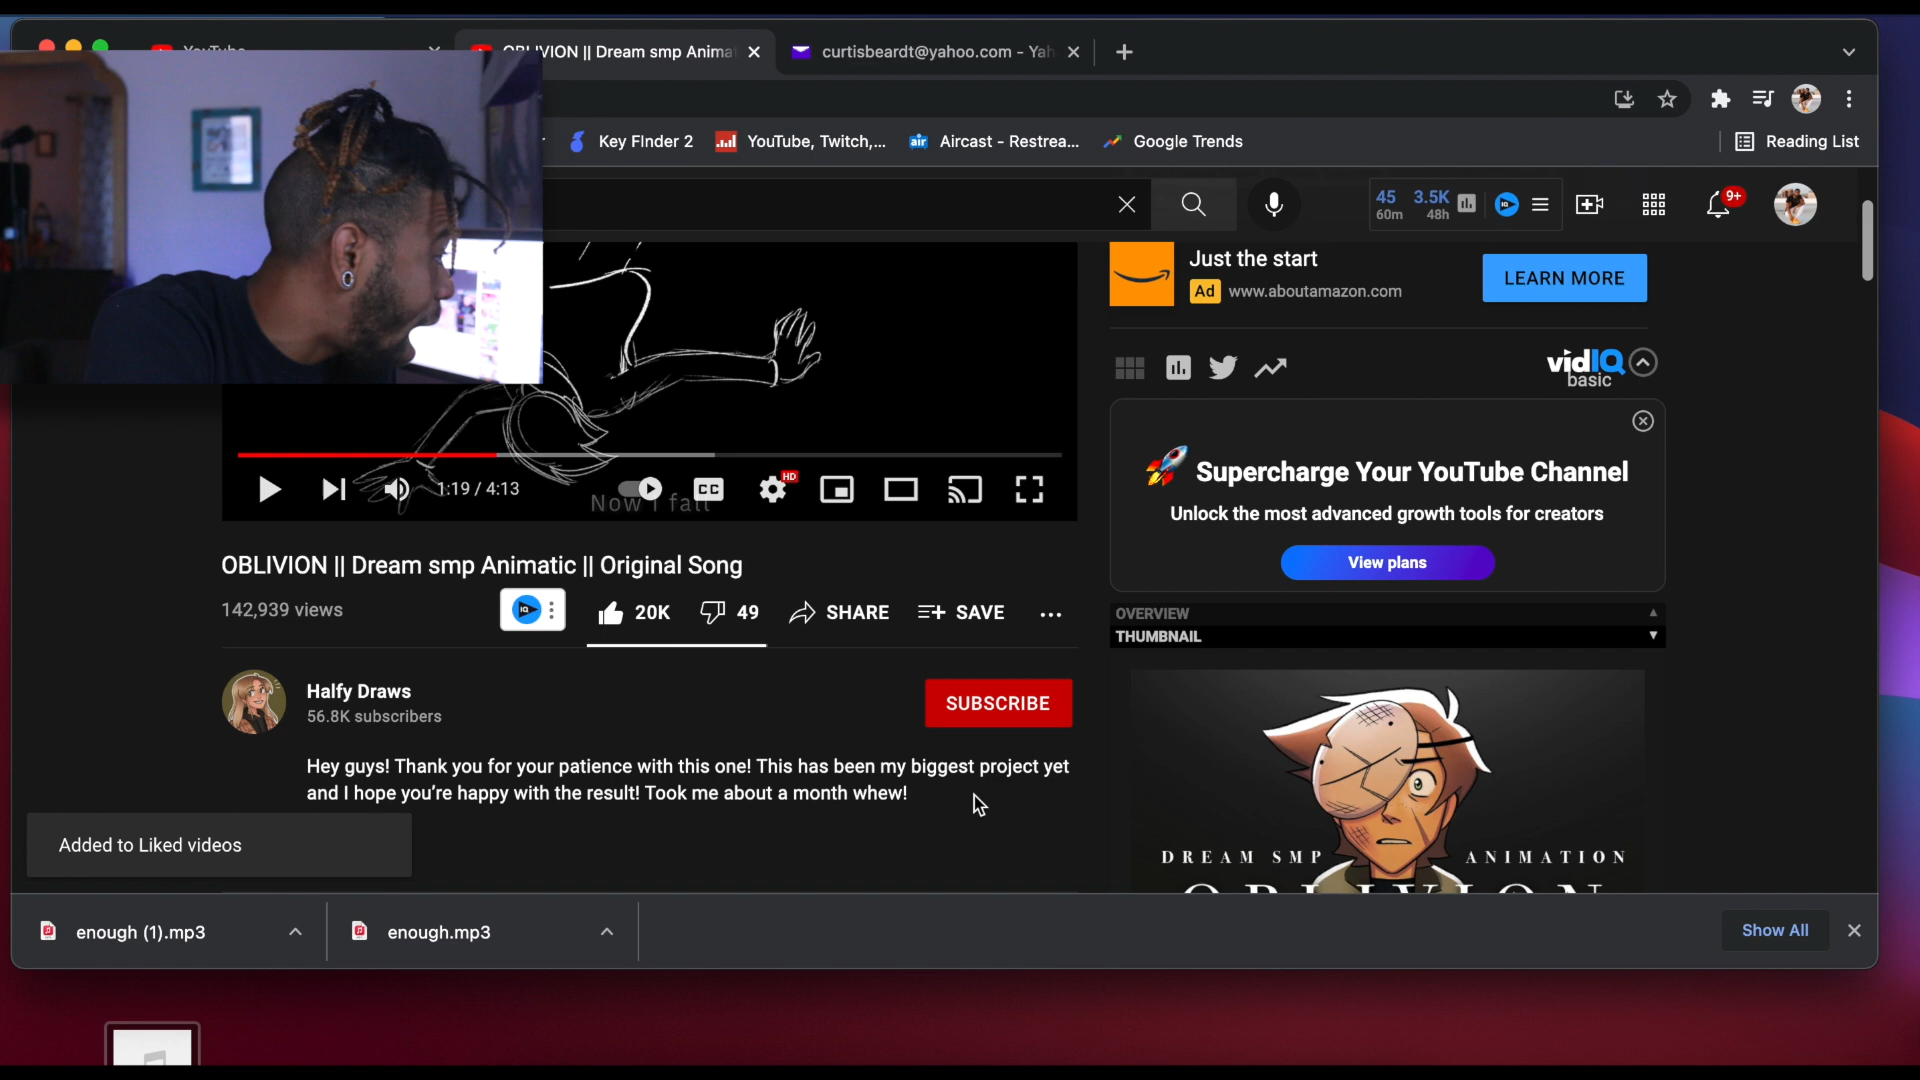 OBLIVION || Dream smp Anima
curtisbeardt@yahoo.com - Yah
Key FInder 2
YouTube, Twitch,...
air
Aircast - Restrea...
Google Trends
Reading List
45
60m
3.5K
48h
9+
Just the start
Ad www.aboutamazon.com
LEARN MORE
vidIQ
basic
Supercharge Your YouTube Channel
Unlock the most advanced growth tools for creators
View plans
HD
1:19 / 4:13
CC
Now I fall
OBLIVION || Dream smp Animatic || Original Song
142,939 views
20K
49
SHARE
SAVE
OVERVIEW
THUMBNAIL
Halfy Draws
56.8K subscribers
SUBSCRIBE
Hey guys! Thank you for your patience with this one! This has been my biggest project yet
and I hope you're happy with the result! Took me about a month whew!
DREAM SMP ANIMATION
OBLIVION
Added to Liked videos
enough (1).mp3
enough.mp3
Show All